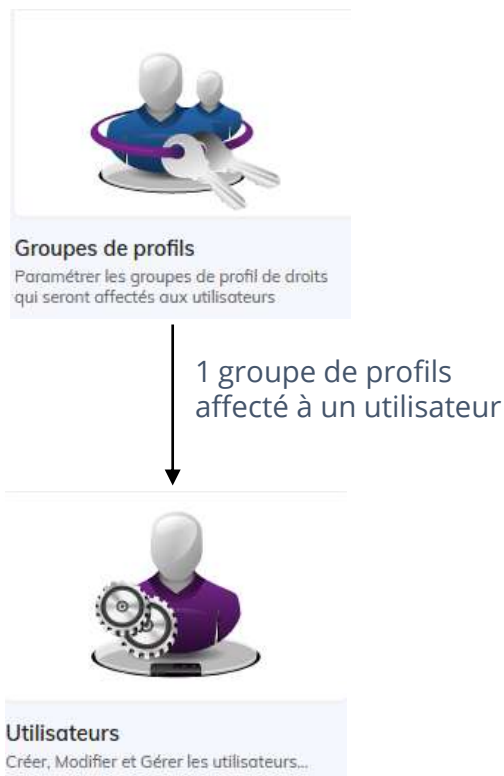 Groupes de profils
Paramétrer les groupes de profil de droits
qui seront affectés aux utilisateurs
1 groupe de profils
affecté à un utilisateur
Utilisateurs
Créer, Modifier et Gérer les utilisateurs...